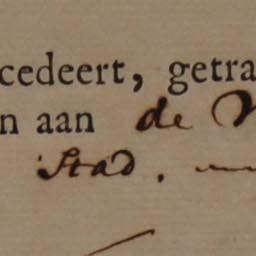 cedeert, getra
n aan de
Stad.